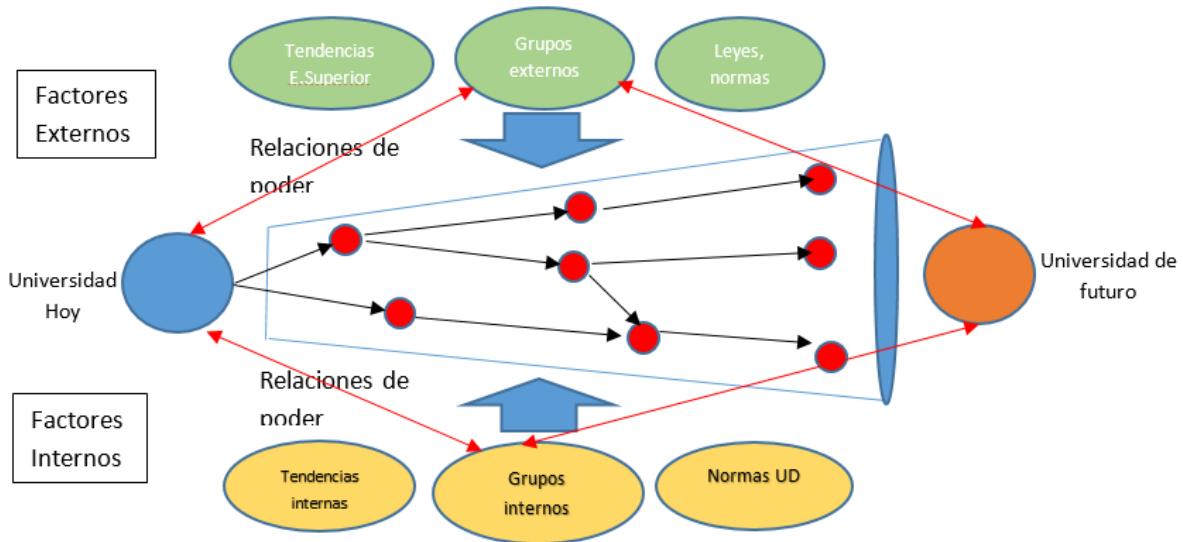 Tendencias
E.Superior
Grupos
externos
Leyes,
normas
Factores
Externos
Relaciones de
poder
Universidad
Hoy
Universidad de
futuro
Relaciones de
poder
Factores
Internos
Tendencias
internas
Grupos
internos
Normas UD